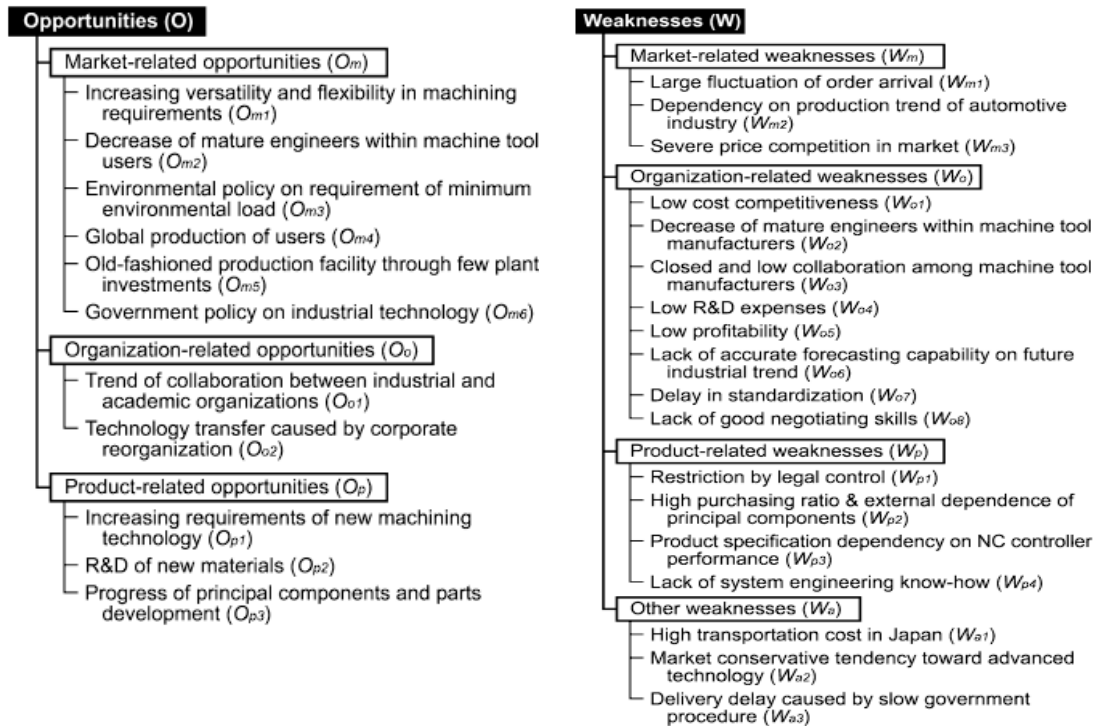 Opportunities (O)
Market-related opportunities (Om)
Increasing versatility and flexibility in machining
requirements (Om1)
Decrease of mature engineers within machine tool
users (Om2)
Environmental policy on requirement of minimum
environmental load (Om3)
Global production of users (Om4)
Old-fashioned production facility through few plant
investments (Om5)
Government policy on industrial technology (Om6)
Organization-related opportunities (Oo)
Trend of collaboration between industrial and
academic organizations (Oo1)
Technology transfer caused by corporate
reorganization (Oo2)
Product-related opportunities (Op)
Increasing requirements of new machining
technology (Op1)
R&D of new materials (Op2)
Progress of principal components and parts
development (Op3)
Weaknesses (W)
Market-related weaknesses (Wm)
Large fluctuation of order arrival (Wm1)
Dependency on production trend of automotive
industry (Wm2)
Severe price competition in market (Wm3)
Organization-related weaknesses (Wo)
Low cost competitiveness (Wo1)
Decrease of mature engineers within machine tool
manufacturers (Wo2)
Closed and low collaboration among machine tool
manufacturers (Wo3)
Low R&D expenses (Wo4)
Low profitability (Wo5)
Lack of accurate forecasting capability on future
industrial trend (Wo6)
Delay in standardization (Wo7)
Lack of good negotiating skills (Wo8)
Product-related weaknesses (Wp)
Restriction by legal control (Wp1)
High purchasing ratio & external dependence of
principal components (Wp2)
Product specification dependency on NC controller
performance (Wp3)
Lack of system engineering know-how (Wp4)
Other weaknesses (Wa)
High transportation cost in Japan (Wa1)
Market conservative tendency toward advanced
technology (Wa2)
Delivery delay caused by slow government
procedure (Wa3)